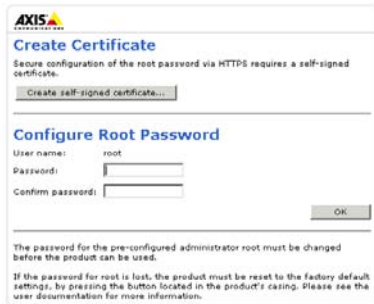 AXIS
COMMUNICATIONS
Create Certificate
Secure configuration of the root password via HTTPS requires a self-signed
certificate.
Create self-signed certificate...
Configure Root Password
User name: root
Password:
Confirm password:
OK
The password for the pre-configured administrator root must be changed
before the product can be used.
If the password for root is lost, the product must be reset to the factory default
settings, by pressing the button located in the product's casing. Please see the
user documentation for more information.